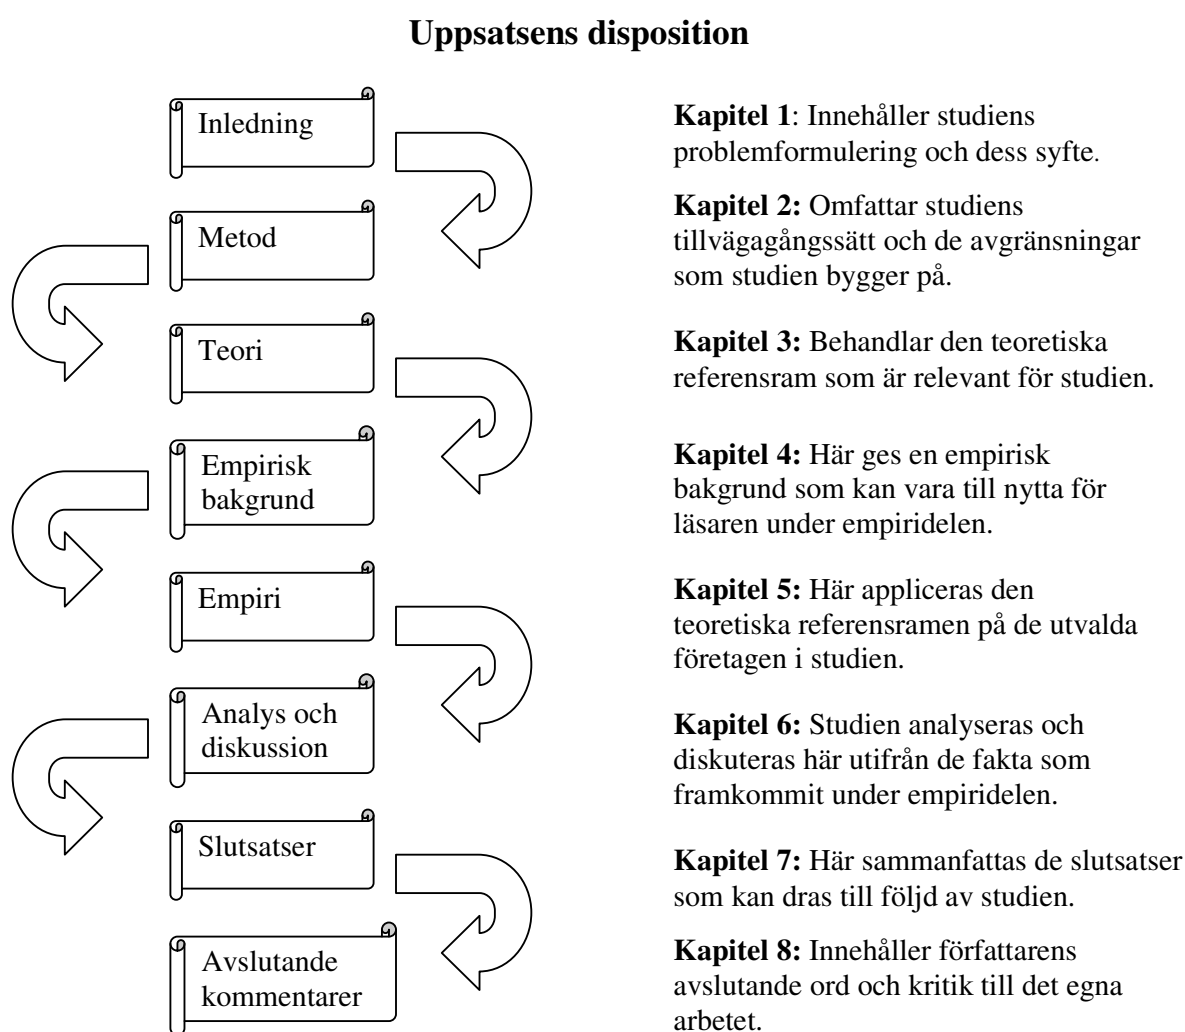 Uppsatsens disposition
Inledning
Kapitel 1: Innehåller studiens
problemformulering och dess syfte.
Metod
Kapitel 2: Omfattar studiens
tillvägagångssätt och de avgränsningar
som studien bygger på.
Teori
Kapitel 3: Behandlar den teoretiska
referensram som är relevant för studien.
Empirisk
bakgrund
Kapitel 4: Här ges en empirisk
bakgrund som kan vara till nytta för
läsaren under empiridelen.
Empiri
Kapitel 5: Här appliceras den
teoretiska referensramen på de utvalda
företagen i studien.
Analys och
diskussion
Kapitel 6: Studien analyseras och
diskuteras här utifrån de fakta som
framkommit under empiridelen.
Slutsatser
Kapitel 7: Här sammanfattas de slutsatser
som kan dras till följd av studien.
Avslutande
kommentarer
Kapitel 8: Innehåller författarens
avslutande ord och kritik till det egna
arbetet.